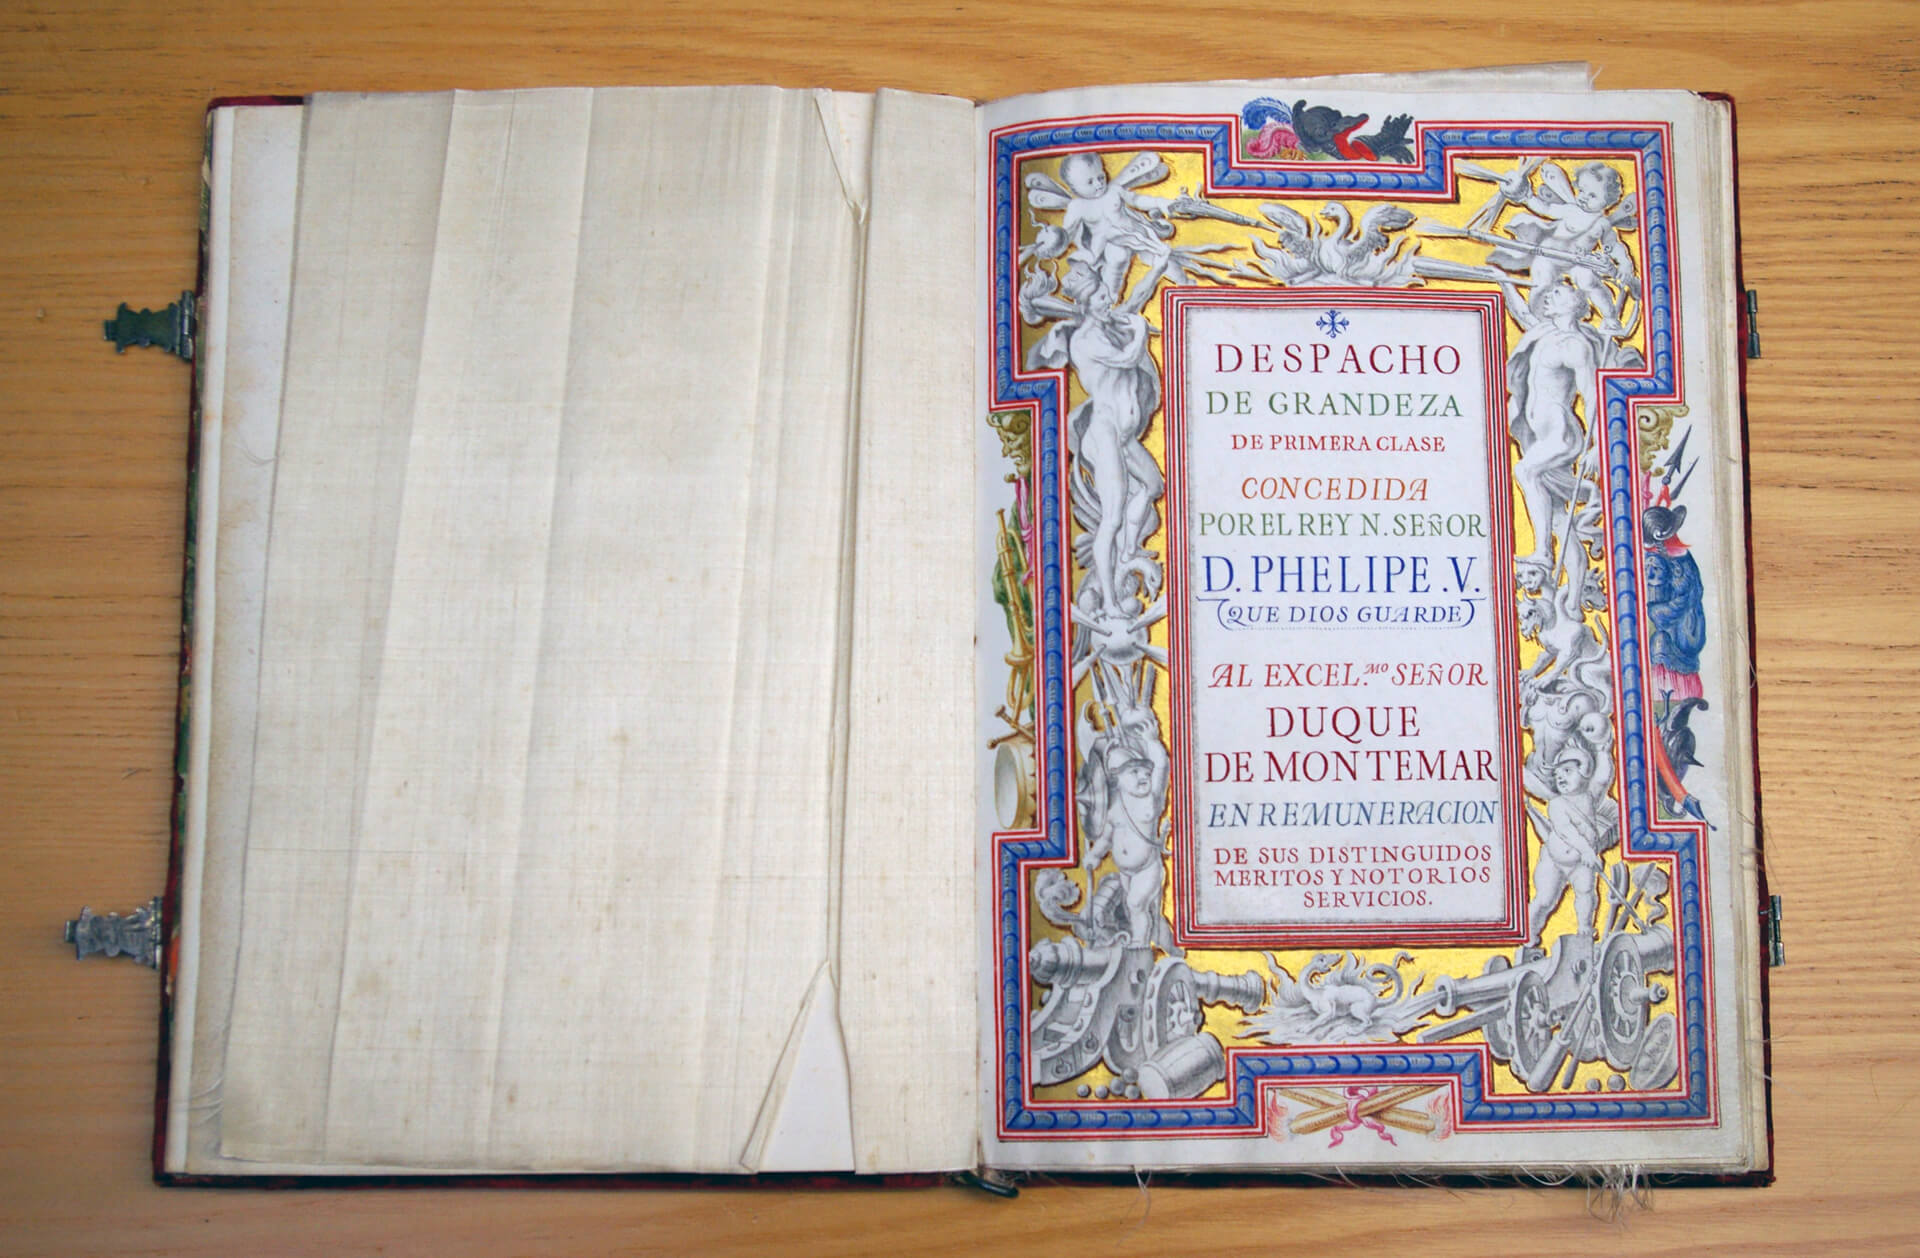 DESPACHO
DE GRANDEZA
DE PRIMERA CLASE
CONCEDIDA
POR EL REY N. SEÑOR
D. PHELIPE .V.
(QUE DIOS GUARDE)
AL EXCEL.ᴹᵒ SEÑOR
DUQUE
DE MONTEMAR
EN REMUNERACION
DE SUS DISTINGUIDOS
MERITOS Y NOTORIOS
SERVICIOS.